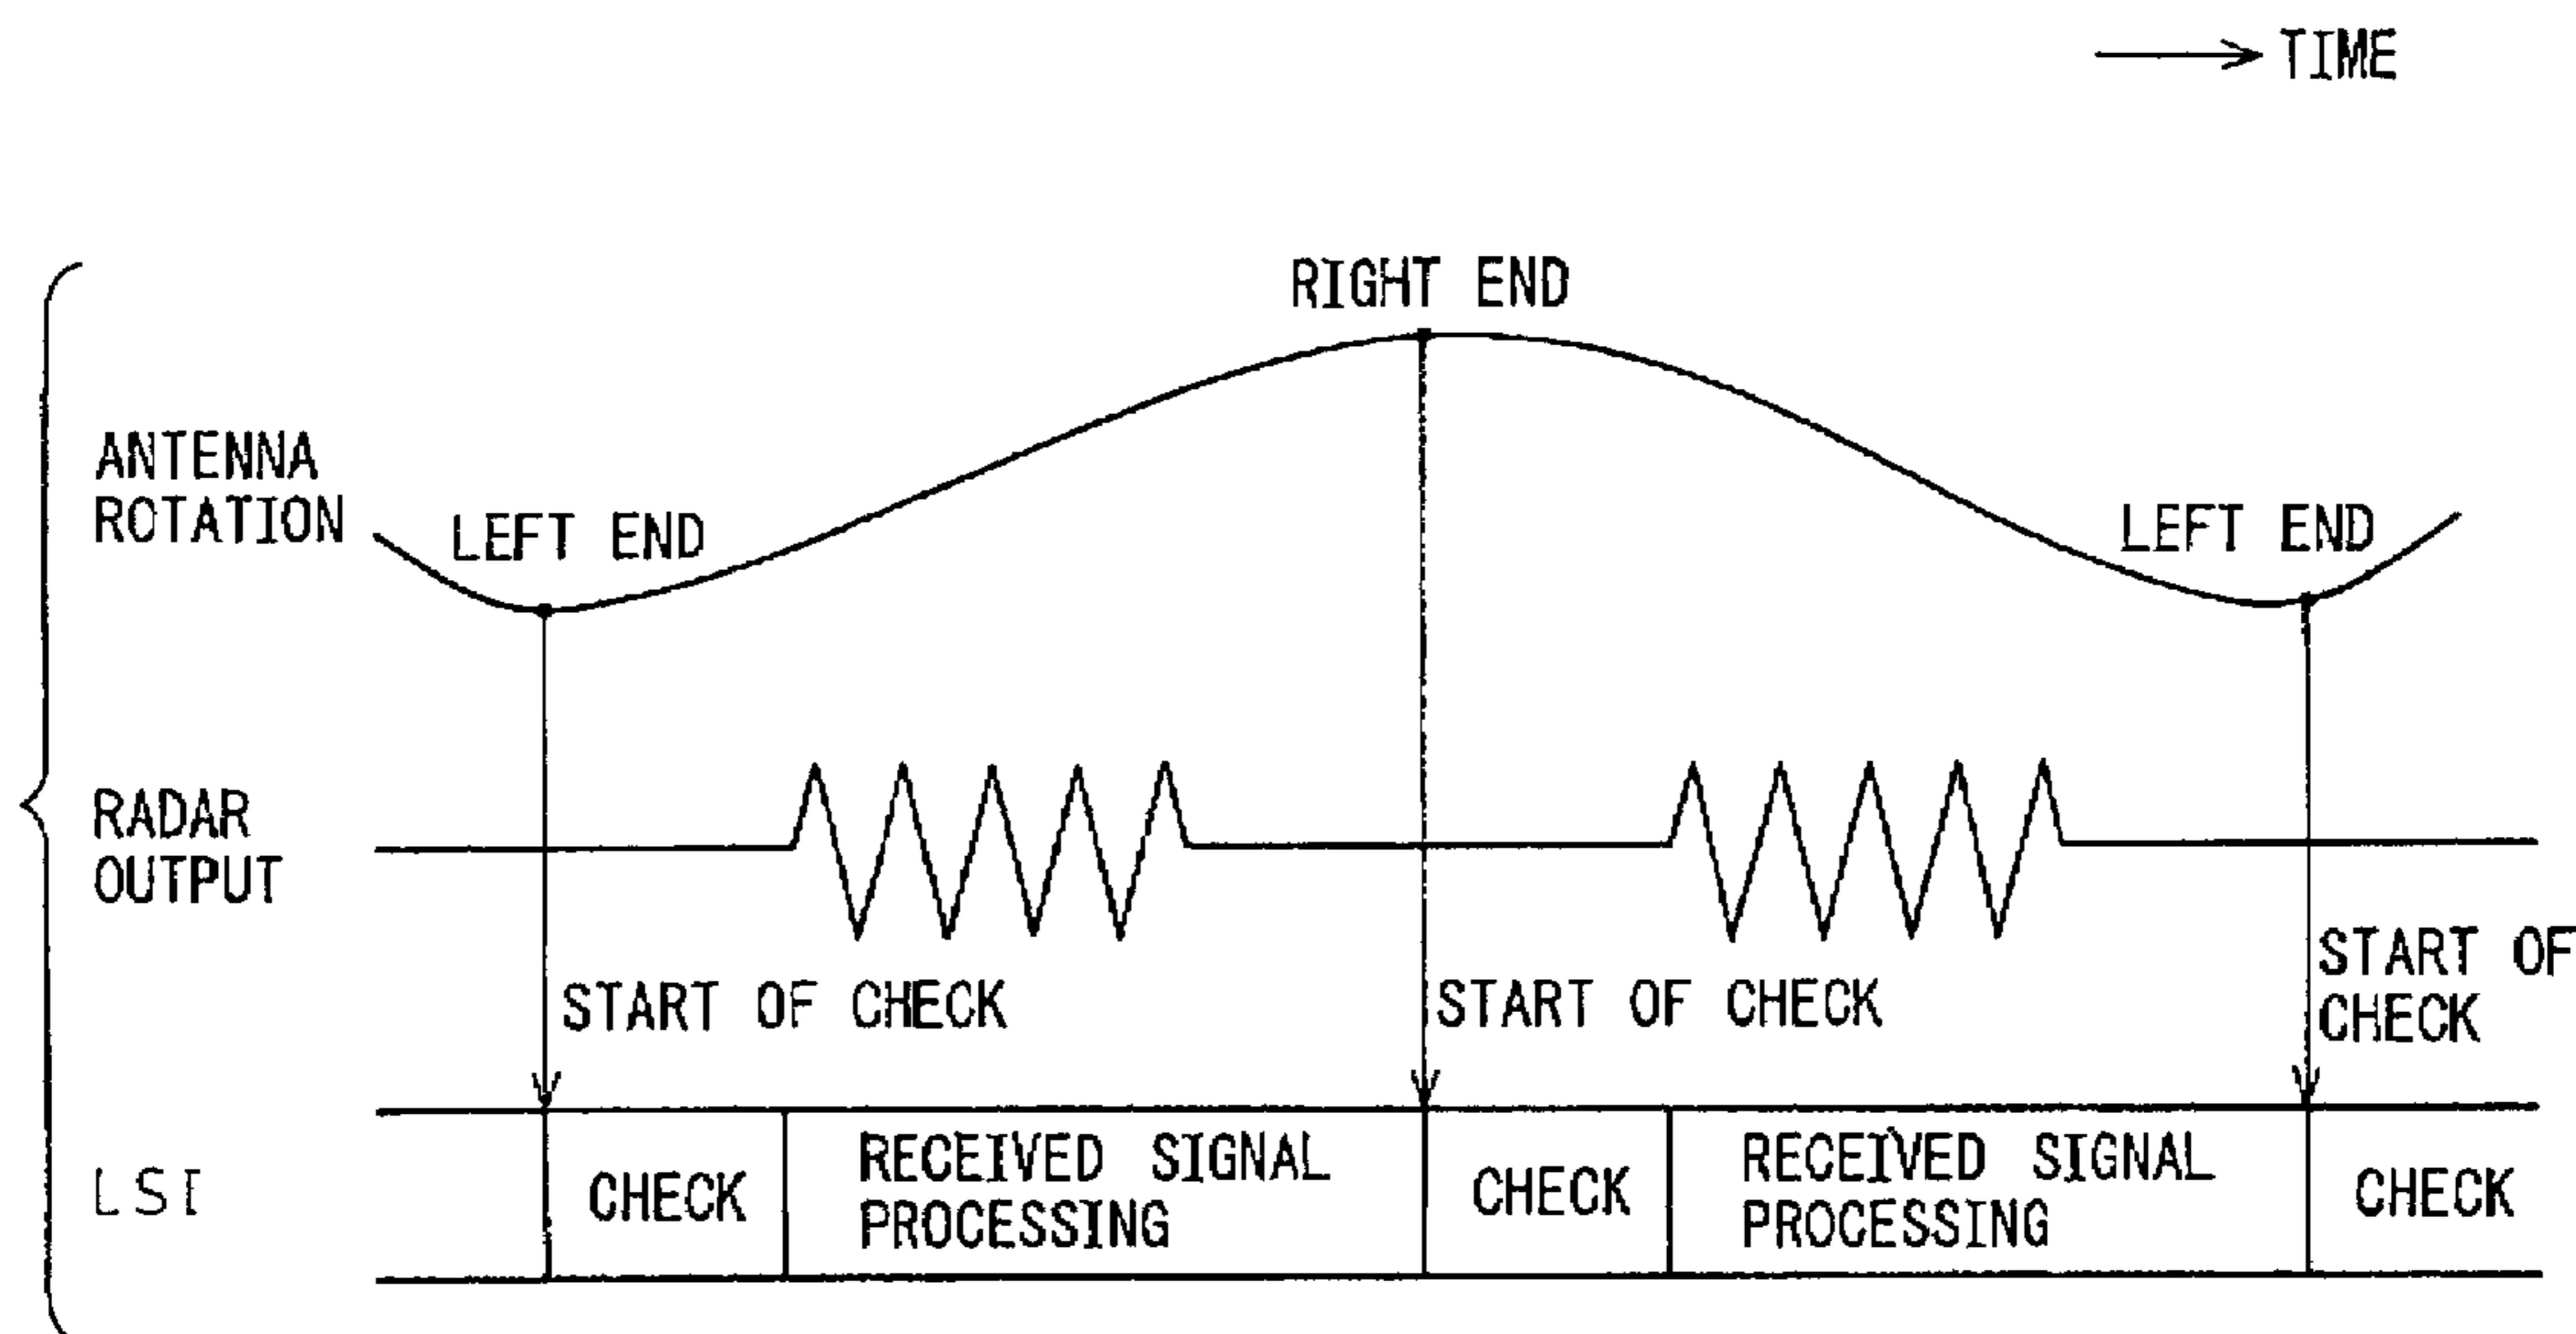 TIME
RIGHT END
ANTENNA
ROTATION
LEFT END
LEFT END
RADAR
OUTPUT
START OF CHECK
START OF CHECK
START OF
CHECK
LSI
CHECK
RECEIVED SIGNAL
PROCESSING
CHECK
RECEIVED SIGNAL
PROCESSING
CHECK